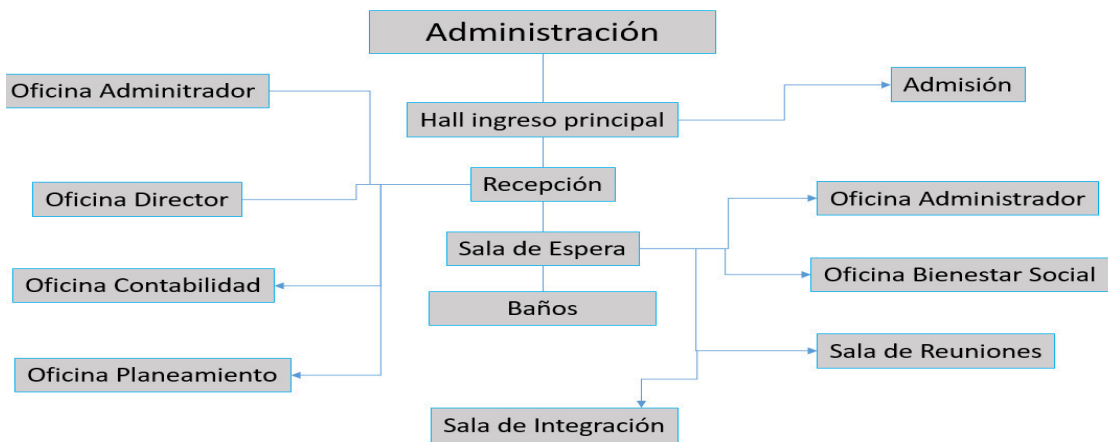 Administración
Oficina Adminitrador
Admisión
Hall ingreso principal
Recepción
Oficina Director
Oficina Administrador
Sala de Espera
Oficina Contabilidad
Oficina Bienestar Social
Baños
Oficina Planeamiento
Sala de Reuniones
Sala de Integración